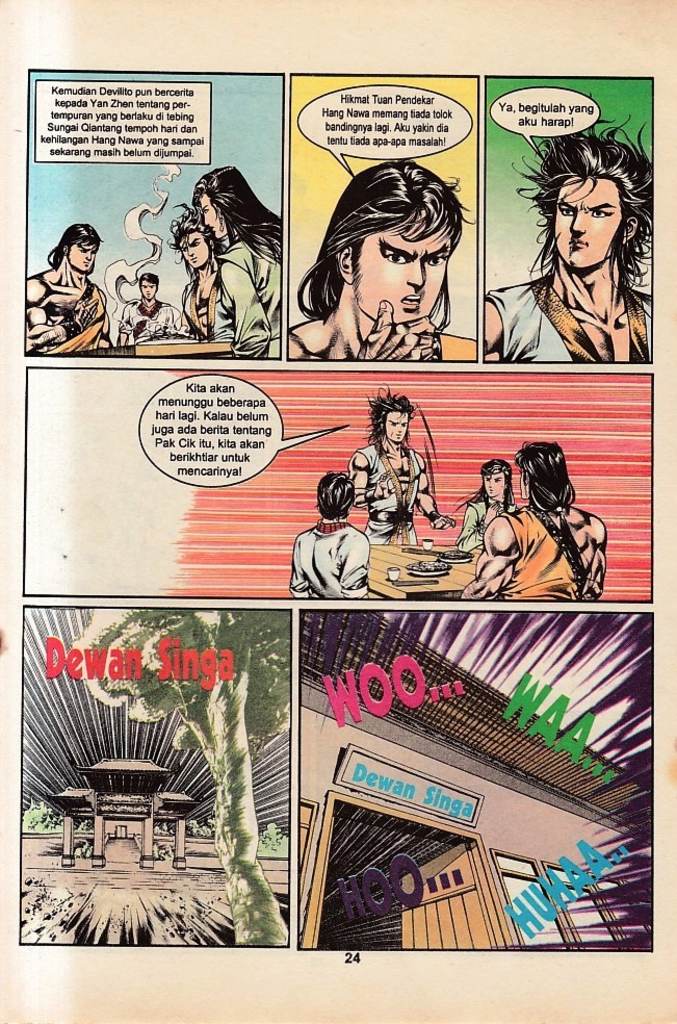 Kemudian Devilito pun bercerita
kepada Yan Zhen tentang per-
tempuran yang berlaku di tebing
Sungai Qiantang tempoh hari dan
kehilangan Hang Nawa yang sampai
sekarang masih belum dijumpai.
Hikmat Tuan Pendekar
Hang Nawa memang tiada tolok
bandingnya lagi. Aku yakin dia
tentu tiada apa-apa masalah!
Ya, begitulah yang
aku harap!
Kita akan
menunggu beberapa
hari lagi. Kalau belum
juga ada berita tentang
Pak Cik itu, kita akan
berikhtiar untuk
mencarinya!
Dewan Singa
WOO...
WAA...
Dewan Singa
HOO...
HUHAA..
24